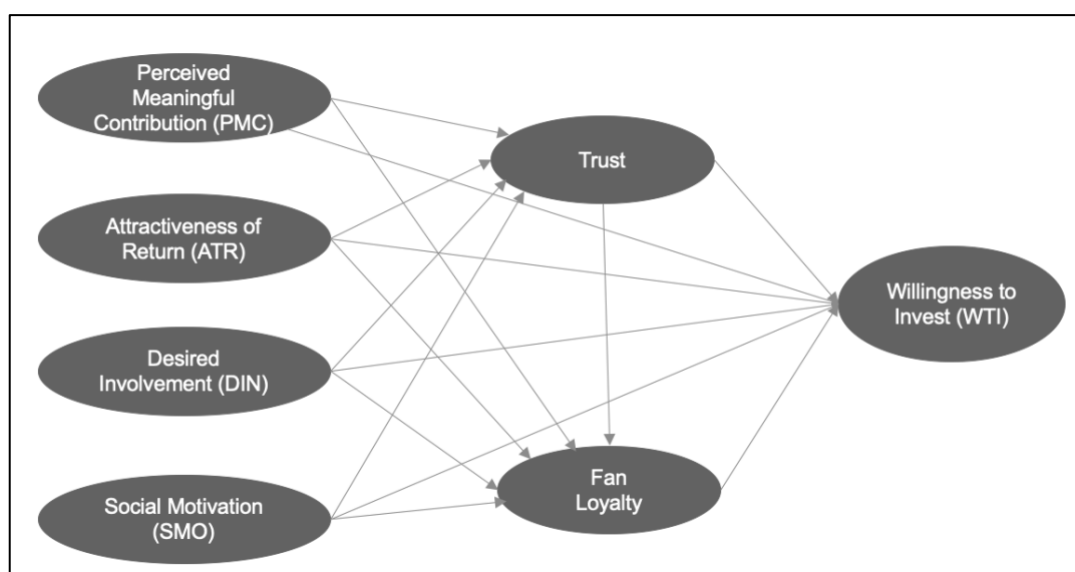 Perceived
Meaningful
Contribution (PMC)
Trust
Attractiveness of
Return (ATR)
Willingness to
Invest (WTI)
Desired
Involvement (DIN)
Fan
Loyalty
Social Motivation
(SMO)